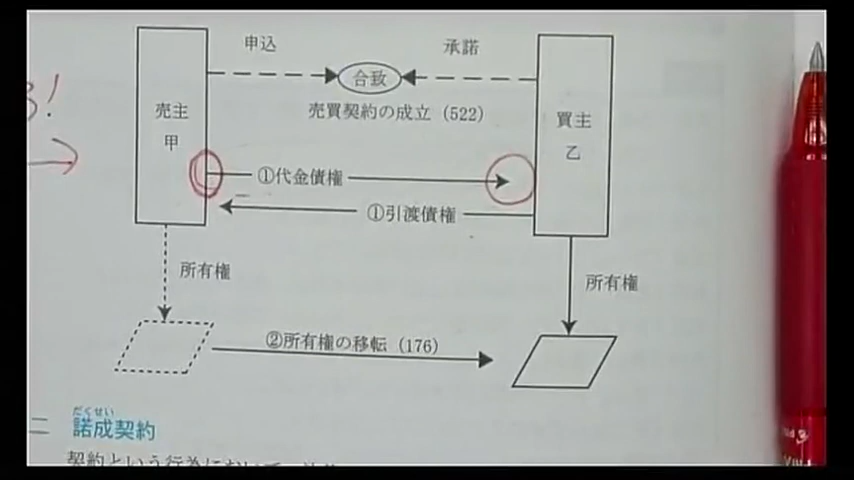 申込
承諾
合致
売買契約の成立（522）
売主
甲
買主
乙
①代金債権
①引渡債権
所有権
所有権
②所有権の移転（176）
二 諾成契約
だくせい